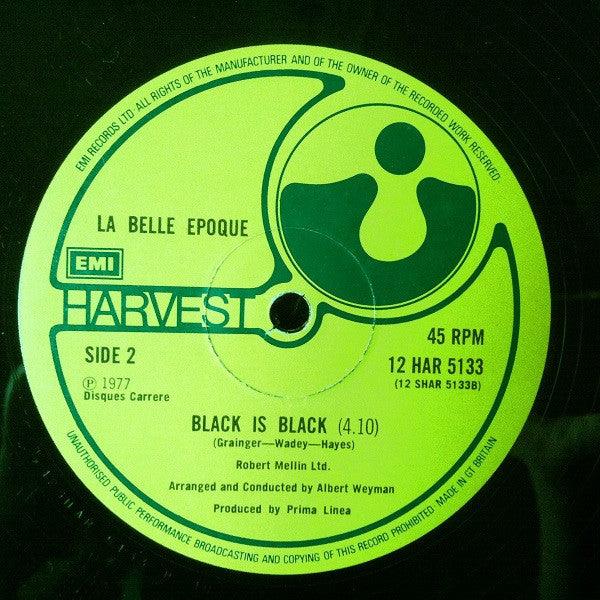 EMI RECORDS LTD· ALL RIGHTS OF THE MANUFACTURER AND OF THE OWNER OF THE RECORDED WORK RESERVED·
LA BELLE EPOQUE
EMI
HARVEST
SIDE 2
℗ 1977
Disques Carrere
45 RPM
12 HAR 5133
(12 SHAR 5133B)
BLACK IS BLACK (4.10)
(Grainger—Wadey—Hayes)
Robert Mellin Ltd.
Arranged and Conducted by Albert Weyman
Produced by Prima Linea
UNAUTHORISED PUBLIC PERFORMANCE BROADCASTING AND COPYING OF THIS RECORD PROHIBITED· MADE IN GT BRITAIN